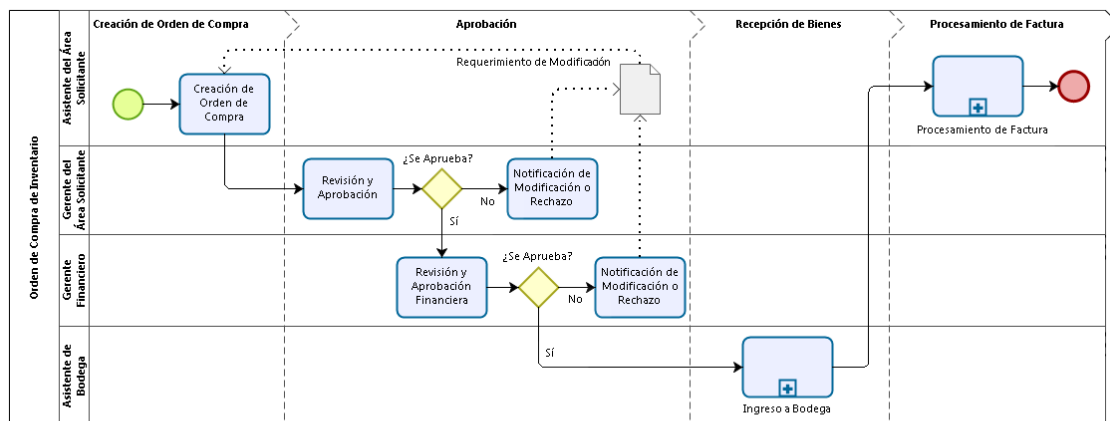 Creación de Orden de Compra
Aprobación
Recepción de Bienes
Procesamiento de Factura
Orden de Compra de Inventario
Asistente del Área
Solicitante
Creación de
Orden de
Compra
Requerimiento de Modificación
Procesamiento de Factura
Gerente del
Área Solicitante
Revisión y
Aprobación
¿Se Aprueba?
No
Sí
Notificación de
Modificación o
Rechazo
Gerente
Financiero
Revisión y
Aprobación
Financiera
¿Se Aprueba?
No
Sí
Notificación de
Modificación o
Rechazo
Asistente de
Bodega
Ingreso a Bodega